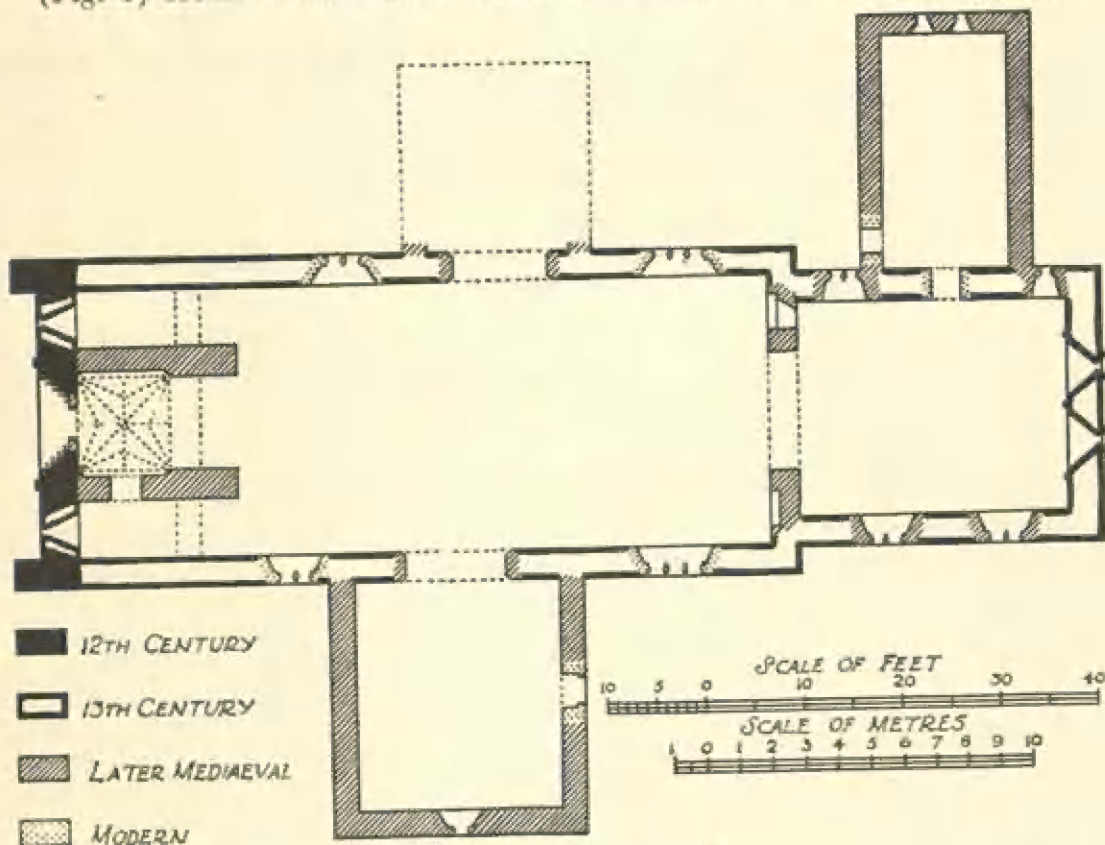 (Fig.
12TH CENTURY
13TH CENTURY
LATER MEDIAEVAL
MODERN
SCALE OF FEET
10 5 0 10 20 30 40
SCALE OF METRES
1 0 1 2 3 4 5 6 7 8 9 10